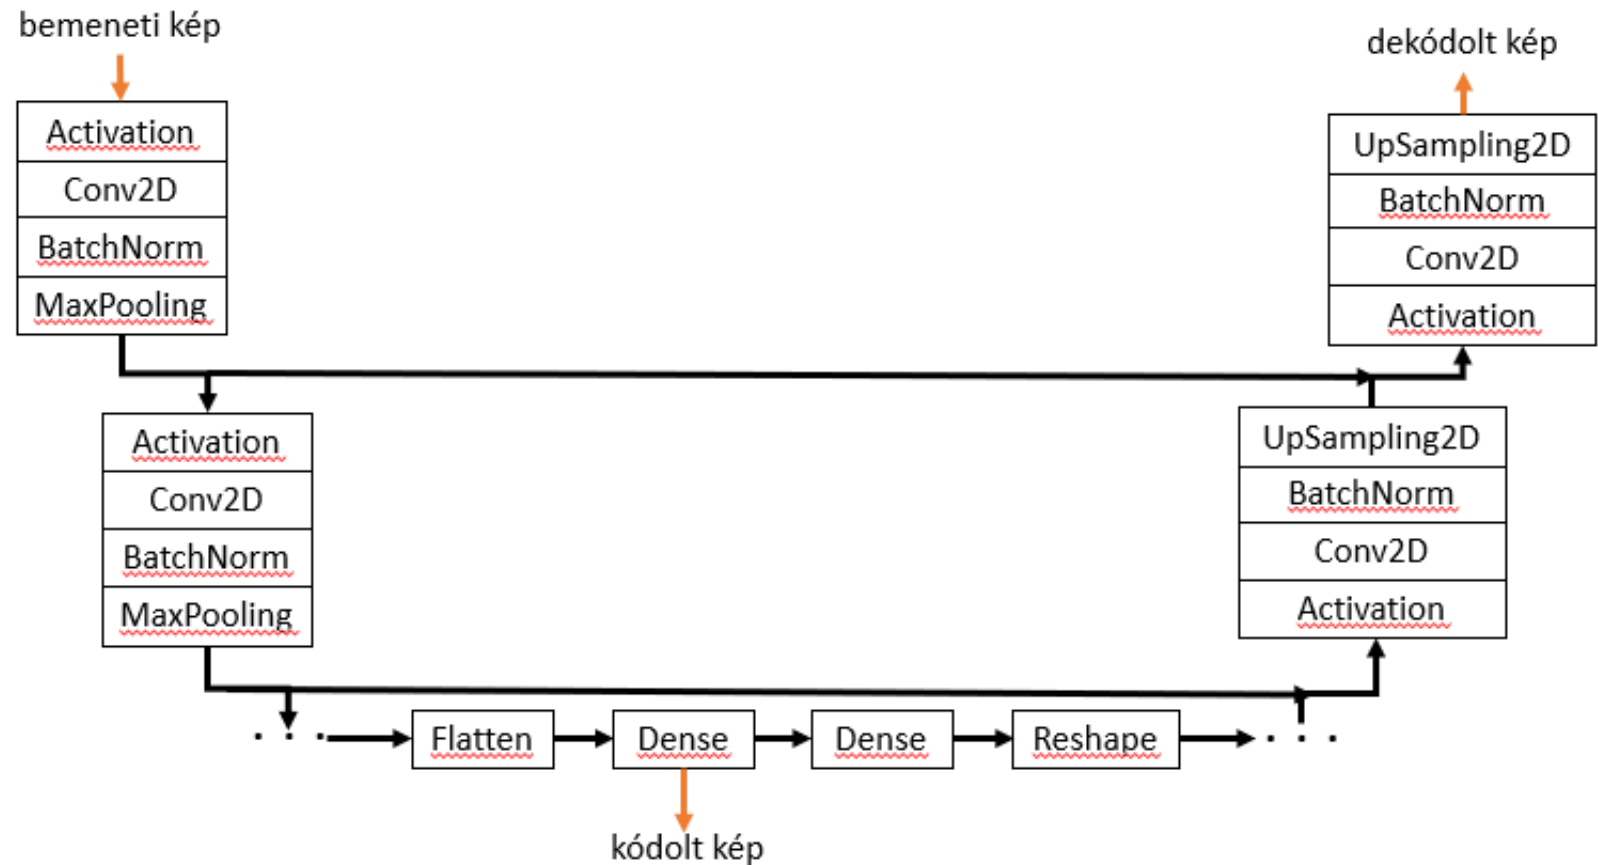 bemeneti kép
Activation
Conv2D
BatchNorm
MaxPooling
Activation
Conv2D
BatchNorm
MaxPooling
. . .
Flatten
Dense
Dense
Reshape
. . .
kódolt kép
dekódolt kép
UpSampling2D
BatchNorm
Conv2D
Activation
UpSampling2D
BatchNorm
Conv2D
Activation